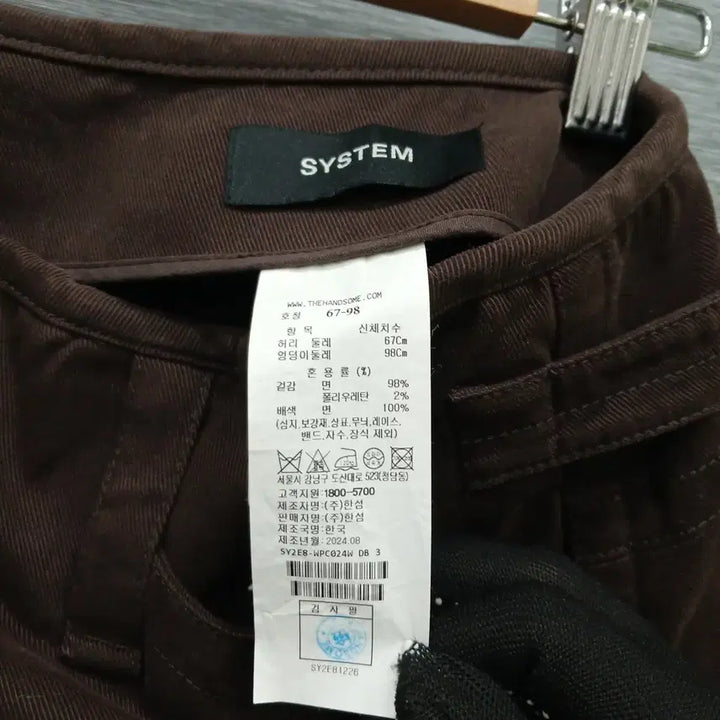 SYSTEM
WWW.THEHANDSOME.COM
호칭 67-98
항 목 신체치수
허리 둘레 67Cm
엉덩이둘레 98Cm
혼 용 률 (%)
겉감 면 98%
폴리우레탄 2%
배색 면 100%
(심지,보강재,상표,무늬,레이스,
밴드,자수,장식 제외)
서울시 강남구 도산대로 523(청담동)
고객지원:1800-5700
제조자명:(주)한섬
판매자명:(주)한섬
제조국명:한국
제조년월:2024.08
SY2E8-WPC024W DB 3
검 사 필
SY2E81226